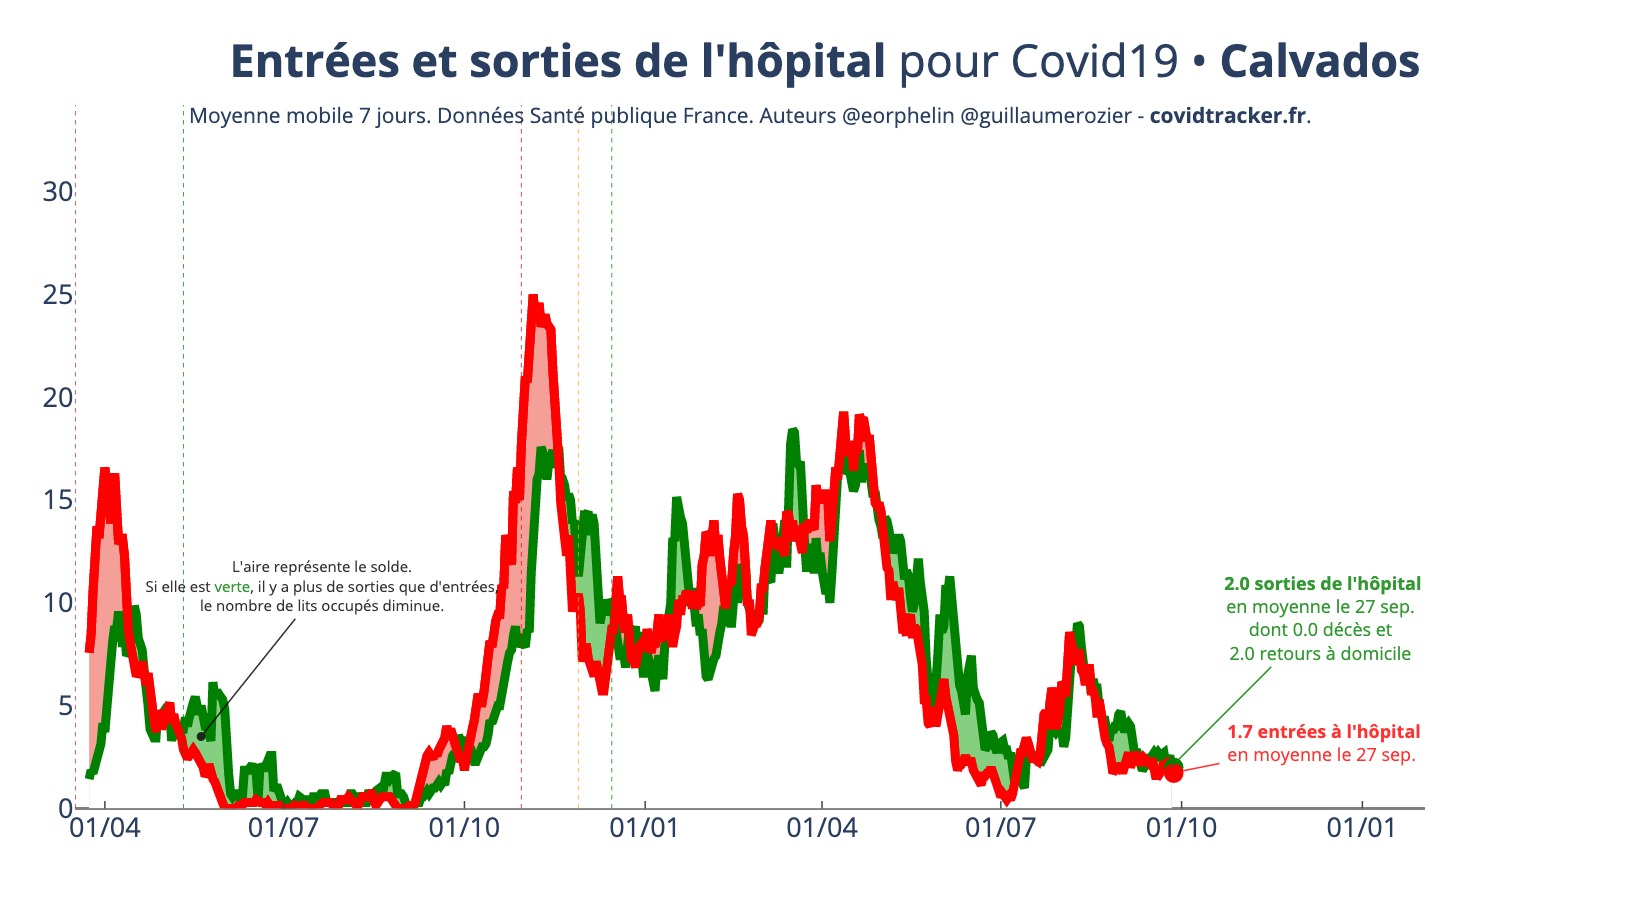 Entrées et sorties de l'hôpital pour Covid19 • Calvados
Moyenne mobile 7 jours. Données Santé publique France. Auteurs @eorphelin @guillaumerozier - covidtracker.fr.
30
25
20
15
10
5
0
L'aire représente le solde.
Si elle est verte, il y a plus de sorties que d'entrées,
le nombre de lits occupés diminue.
2.0 sorties de l'hôpital
en moyenne le 27 sep.
dont 0.0 décès et
2.0 retours à domicile
1.7 entrées à l'hôpital
en moyenne le 27 sep.
01/04 01/07 01/10 01/01 01/04 01/07 01/10 01/01